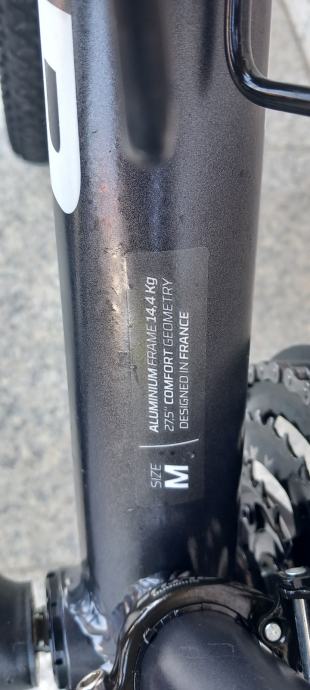 SIZE
M
ALUMINIUM FRAME 14,4 Kg
27,5" COMFORT GEOMETRY
DESIGNED IN FRANCE